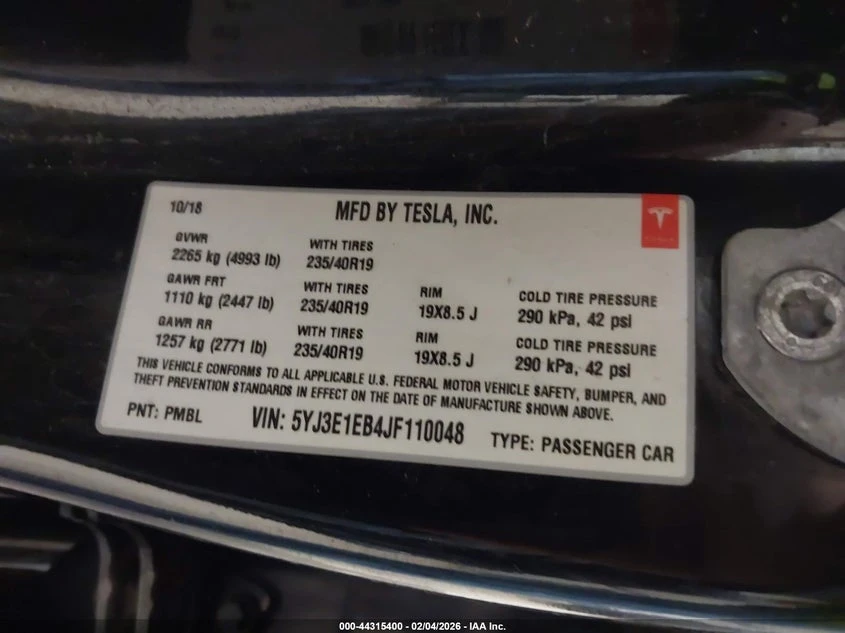 10/18
MFD BY TESLA, INC.
GVWR
2265 kg (4993 lb)
WITH TIRES
235/40R19
GAWR FRT
1110 kg (2447 lb)
WITH TIRES
235/40R19
RIM
19X8.5 J
COLD TIRE PRESSURE
290 kPa, 42 psi
GAWR RR
1257 kg (2771 lb)
WITH TIRES
235/40R19
RIM
19X8.5 J
COLD TIRE PRESSURE
290 kPa, 42 psi
THIS VEHICLE CONFORMS TO ALL APPLICABLE U.S. FEDERAL MOTOR VEHICLE SAFETY, BUMPER, AND
THEFT PREVENTION STANDARDS IN EFFECT ON THE DATE OF MANUFACTURE SHOWN ABOVE.
PNT: PMBL
VIN: 5YJ3E1EB4JF110048
TYPE: PASSENGER CAR
000-44315400 - 02/04/2026 - IAA Inc.